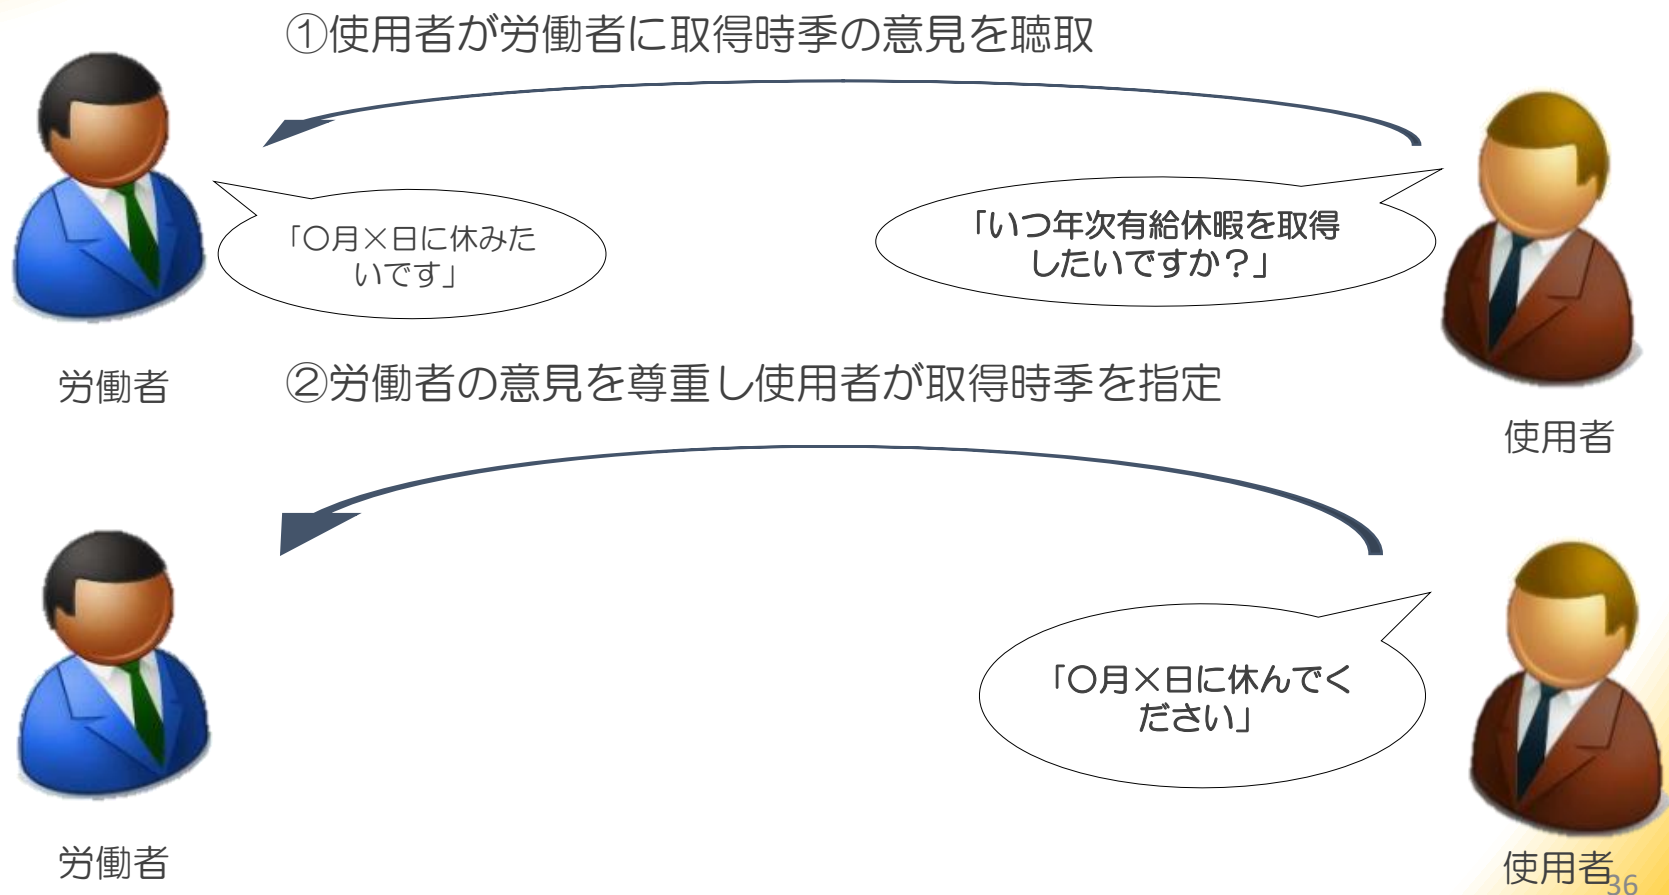 ①使用者が労働者に取得時季の意見を聴取
「〇月×日に休みた
いです」
「いつ年次有給休暇を取得
したいですか？」
労働者
②労働者の意見を尊重し使用者が取得時季を指定
使用者
「〇月×日に休んでく
ださい」
労働者
使用者
36